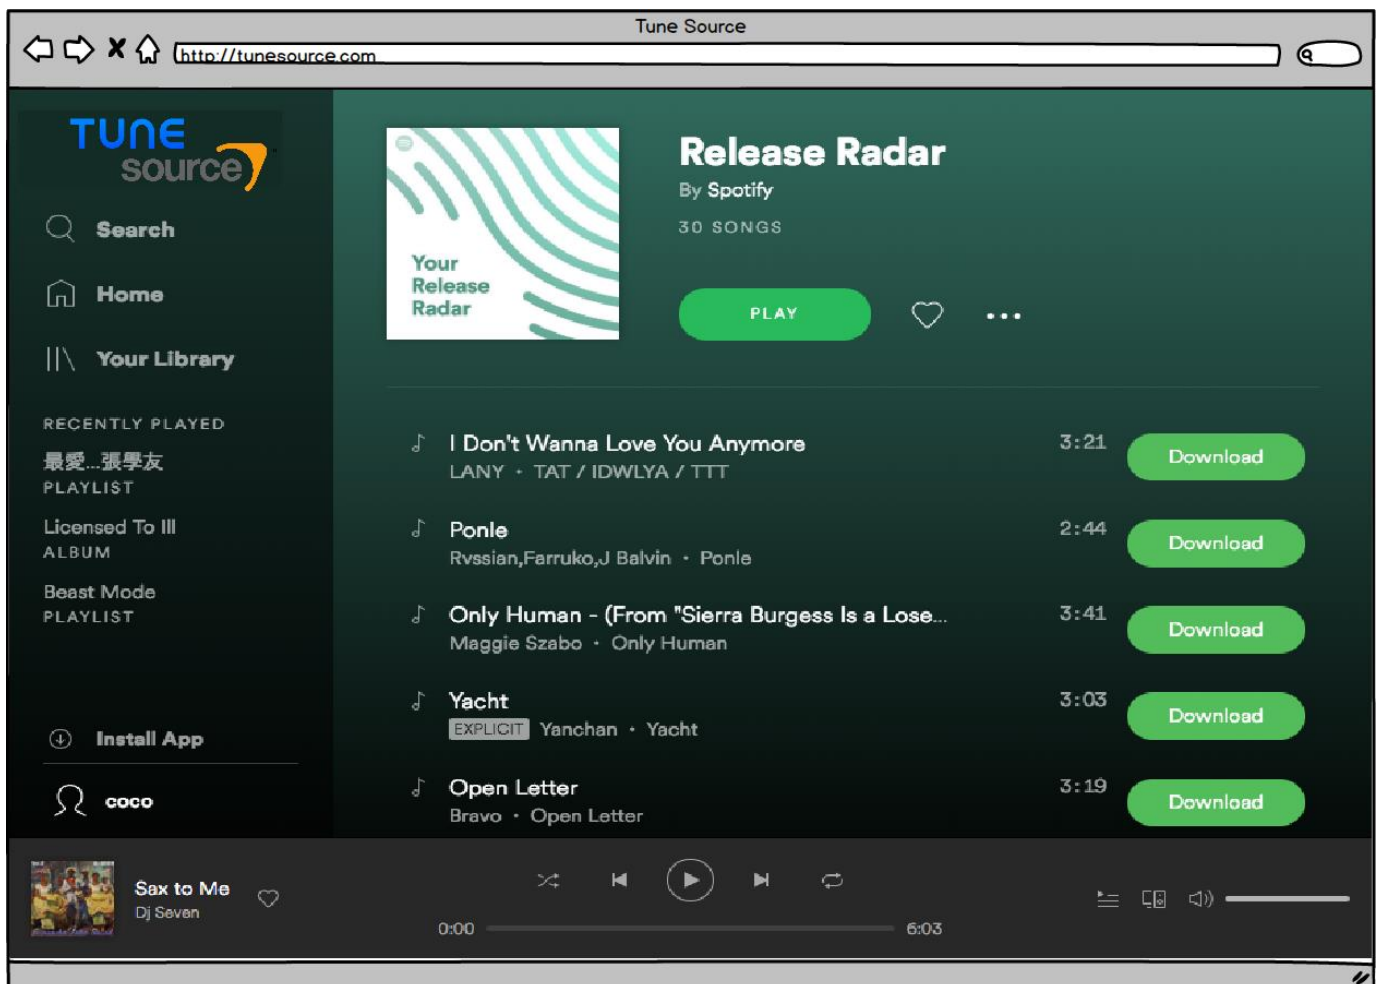 Tune Source
http://tunesource.com
TUNE
source
Search
Home
Your Library
RECENTLY PLAYED
最愛...張學友
PLAYLIST
Licensed To Ill
ALBUM
Beast Mode
PLAYLIST
Install App
coco
Your
Release
Radar
Release Radar
By Spotify
30 SONGS
PLAY
I Don't Wanna Love You Anymore
LANY • TAT / IDWLYA / TTT
3:21
Download
Ponle
Rvssian,Farruko,J Balvin • Ponle
2:44
Download
Only Human - (From "Sierra Burgess Is a Lose...
Maggie Szabo • Only Human
3:41
Download
Yacht
EXPLICIT Yanchan • Yacht
3:03
Download
Open Letter
Bravo • Open Letter
3:19
Download
Sax to Me
Dj Seven
0:00
6:03